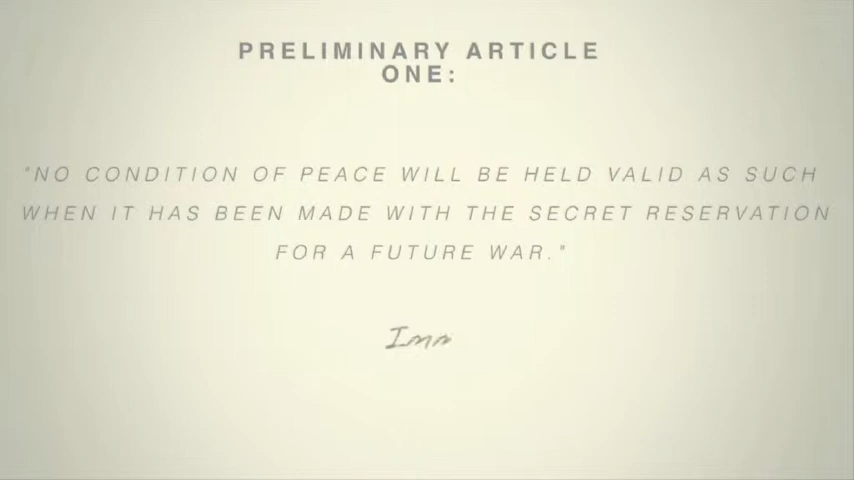 PRELIMINARY ARTICLE
ONE:
"NO CONDITION OF PEACE WILL BE HELD VALID AS SUCH
WHEN IT HAS BEEN MADE WITH THE SECRET RESERVATION
FOR A FUTURE WAR."
Imm